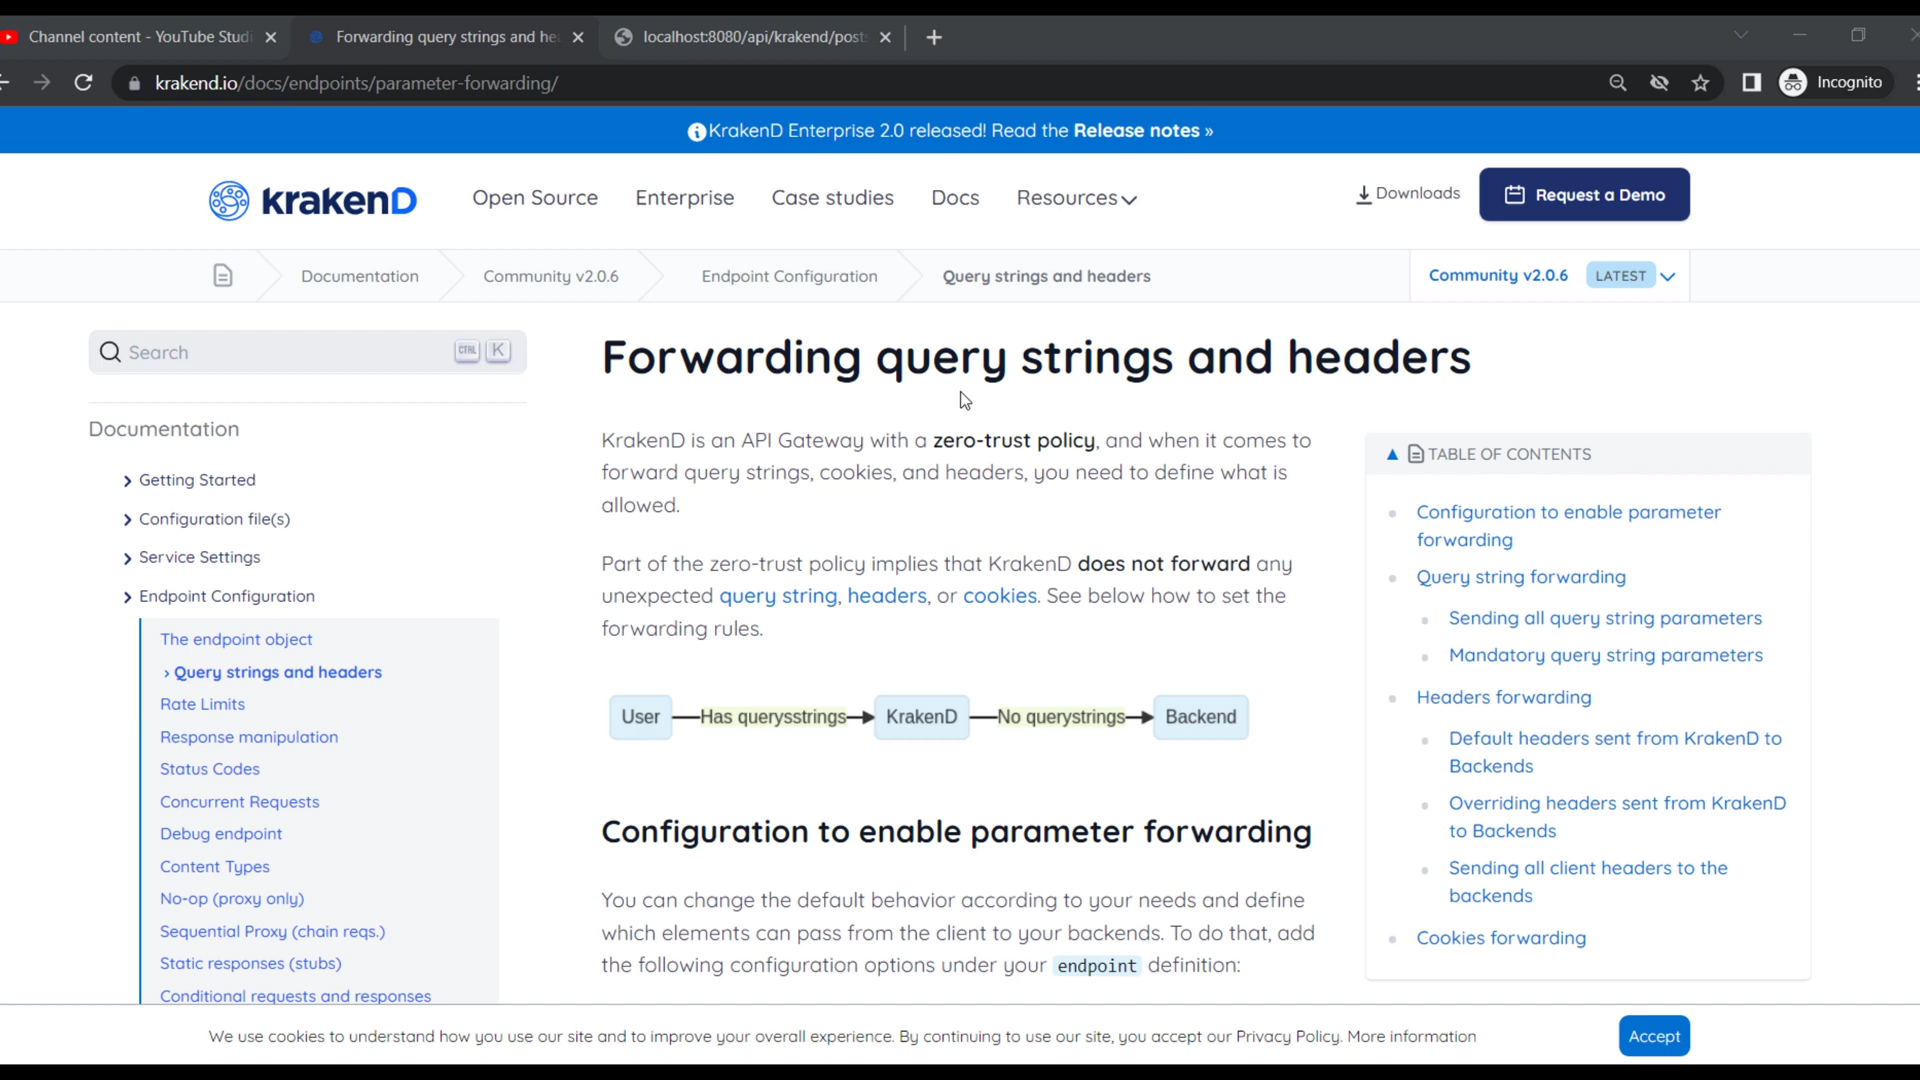 Channel content - YouTube Studi
Forwarding query strings and he
localhost:8080/api/krakend/post
krakend.io/docs/endpoints/parameter-forwarding/
Incognito
KrakenD Enterprise 2.0 released! Read the Release notes »
krakenD
Open Source
Enterprise
Case studies
Docs
Resources
Downloads
Request a Demo
Documentation
Community v2.0.6
Endpoint Configuration
Query strings and headers
Community v2.0.6
LATEST
Search
CTRL
K
Documentation
Getting Started
Configuration file(s)
Service Settings
Endpoint Configuration
The endpoint object
› Query strings and headers
Rate Limits
Response manipulation
Status Codes
Concurrent Requests
Debug endpoint
Content Types
No-op (proxy only)
Sequential Proxy (chain reqs.)
Static responses (stubs)
Conditional requests and responses
Forwarding query strings and headers
KrakenD is an API Gateway with a zero-trust policy, and when it comes to
forward query strings, cookies, and headers, you need to define what is
allowed.
Part of the zero-trust policy implies that KrakenD does not forward any
unexpected query string, headers, or cookies. See below how to set the
forwarding rules.
User
Has querysstrings
KrakenD
No querystrings
Backend
Configuration to enable parameter forwarding
You can change the default behavior according to your needs and define
which elements can pass from the client to your backends. To do that, add
the following configuration options under your endpoint definition:
TABLE OF CONTENTS
Configuration to enable parameter
forwarding
Query string forwarding
Sending all query string parameters
Mandatory query string parameters
Headers forwarding
Default headers sent from KrakenD to
Backends
Overriding headers sent from KrakenD
to Backends
Sending all client headers to the
backends
Cookies forwarding
We use cookies to understand how you use our site and to improve your overall experience. By continuing to use our site, you accept our Privacy Policy. More information
Accept